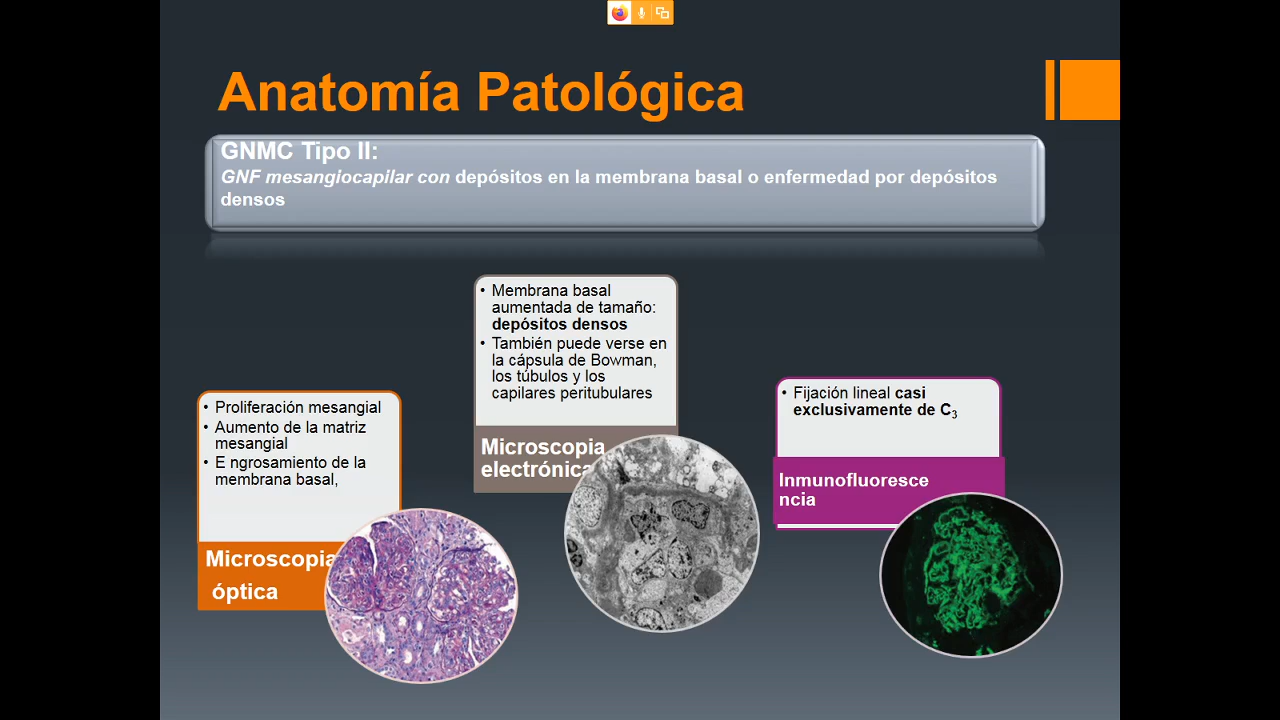 Anatomía Patológica
GNMC Tipo II:
GNF mesangiocapilar con depósitos en la membrana basal o enfermedad por depósitos
densos
• Proliferación mesangial
• Aumento de la matriz
mesangial
• E ngrosamiento de la
membrana basal,
Microscopia
óptica
• Membrana basal
aumentada de tamaño:
depósitos densos
• También puede verse en
la cápsula de Bowman,
los túbulos y los
capilares peritubulares
Microscopia
electrónica
• Fijación lineal casi
exclusivamente de C3
Inmunofluoresce
ncia